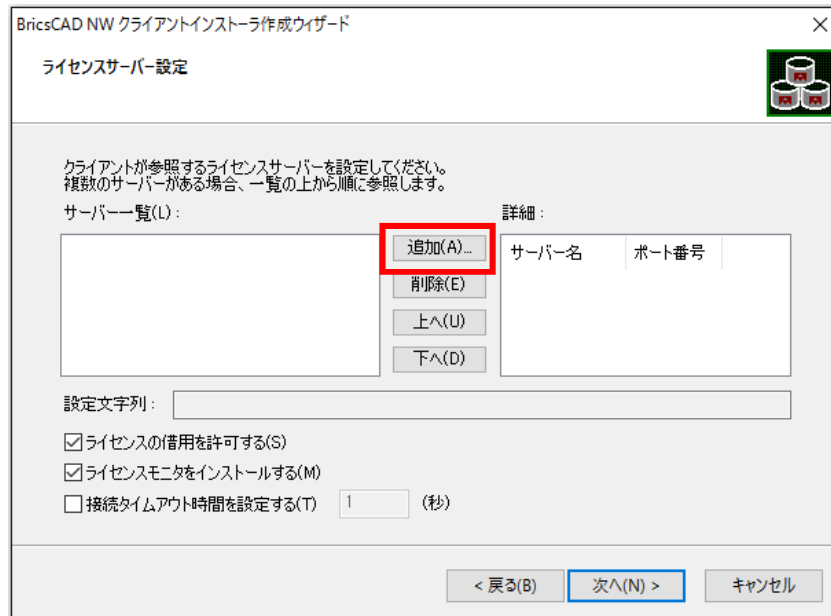 BricsCAD NW クライアントインストーラ作成ウィザード
ライセンスサーバー設定
クライアントが参照するライセンスサーバーを設定してください。
複数のサーバーがある場合、一覧の上から順に参照します。
サーバー一覧(L):
詳細:
追加(A)...
サーバー名 ポート番号
削除(E)
上へ(U)
下へ(D)
設定文字列:
ライセンスの借用を許可する(S)
ライセンスモニタをインストールする(M)
接続タイムアウト時間を設定する(T) 1 (秒)
< 戻る(B) 次へ(N) > キャンセル